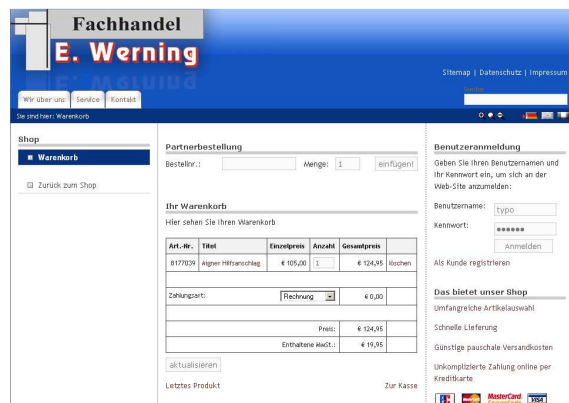 Fachhandel
E. Werning
Sitemap | Datenschutz | Impressum
Suche
Wir über uns
Service
Kontakt
Sie sind hier: Warenkorb
Shop
Warenkorb
Zurück zum Shop
Partnerbestellung
Bestellnr.: Menge: 1 einfügen!
Ihr Warenkorb
Hier sehen Sie Ihren Warenkorb
Art.-Nr. Titel Einzelpreis Anzahl Gesamtpreis
8177039 Aigner Hilfsanschlag € 105,00 1 € 124,95 löschen
Zahlungsart: Rechnung € 0,00
Preis: € 124,95
Enthaltene MwSt.: € 19,95
aktualisieren
Letztes Produkt Zur Kasse
Benutzeranmeldung
Geben Sie Ihren Benutzernamen und
Ihr Kennwort ein, um sich an der
Web-Site anzumelden:
Benutzername: typo
Kennwort: ●●●●●●
Anmelden
Als Kunde registrieren
Das bietet unser Shop
Umfangreiche Artikelauswahl
Schnelle Lieferung
Günstige pauschale Versandkosten
Unkomplizierte Zahlung online per
Kreditkarte
MasterCard
VISA